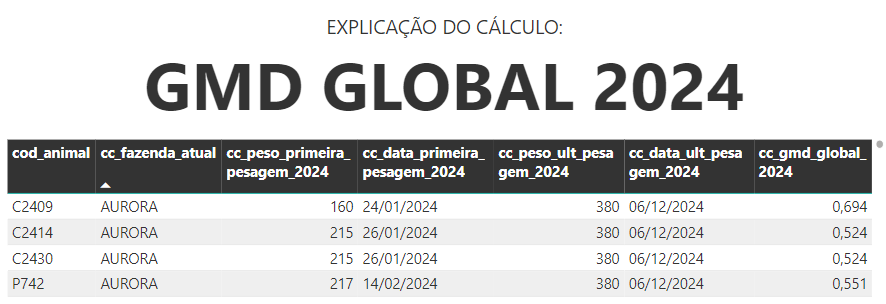 EXPLICAÇÃO DO CÁLCULO:
GMD GLOBAL 2024
cod_animal cc_fazenda_atual cc_peso_primeira_pesagem_2024 cc_data_primeira_pesagem_2024 cc_peso_ult_pesagem_2024 cc_data_ult_pesagem_2024 cc_gmd_global_2024
C2409 AURORA 160 24/01/2024 380 06/12/2024 0,694
C2414 AURORA 215 26/01/2024 380 06/12/2024 0,524
C2430 AURORA 215 26/01/2024 380 06/12/2024 0,524
P742 AURORA 217 14/02/2024 380 06/12/2024 0,551